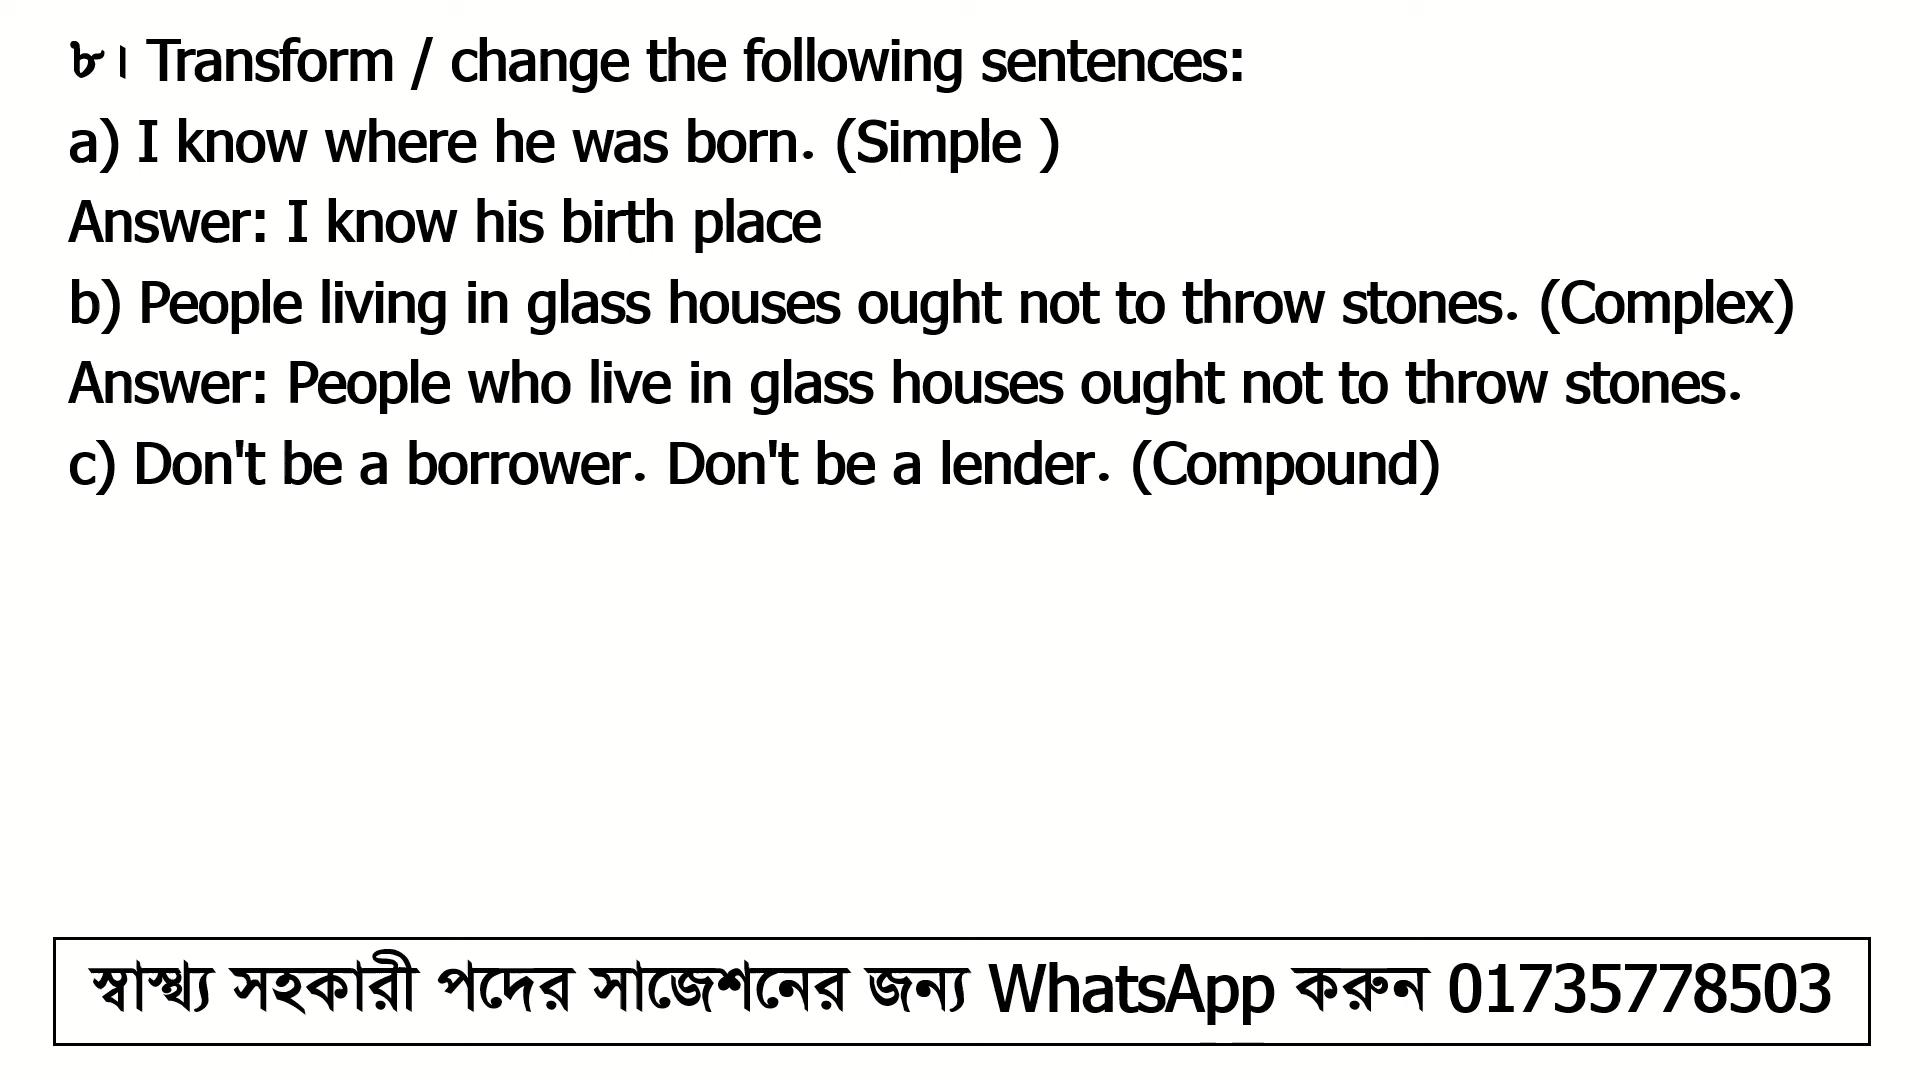 ৮। Transform / change the following sentences:
a) I know where he was born. (Simple )
Answer: I know his birth place
b) People living in glass houses ought not to throw stones. (Complex)
Answer: People who live in glass houses ought not to throw stones.
c) Don't be a borrower. Don't be a lender. (Compound)
স্বাস্থ্য সহকারী পদের সাজেশনের জন্য WhatsApp করুন 01735778503